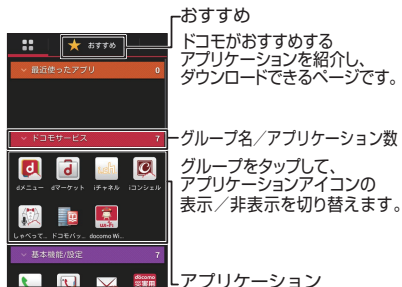 おすすめ
ドコモがおすすめする
アプリケーションを紹介し、
ダウンロードできるページです。
おすすめ
最近使ったアプリ 0
ドコモサービス 7
グループ名／アプリケーション数
グループをタップして、
アプリケーションアイコンの
表示／非表示を切り替えます。
dメニュー dマーケット iチャネル iコンシェル
しゃべって… ドコモバッ… docomo Wi…
基本機能/設定 7
アプリケーション